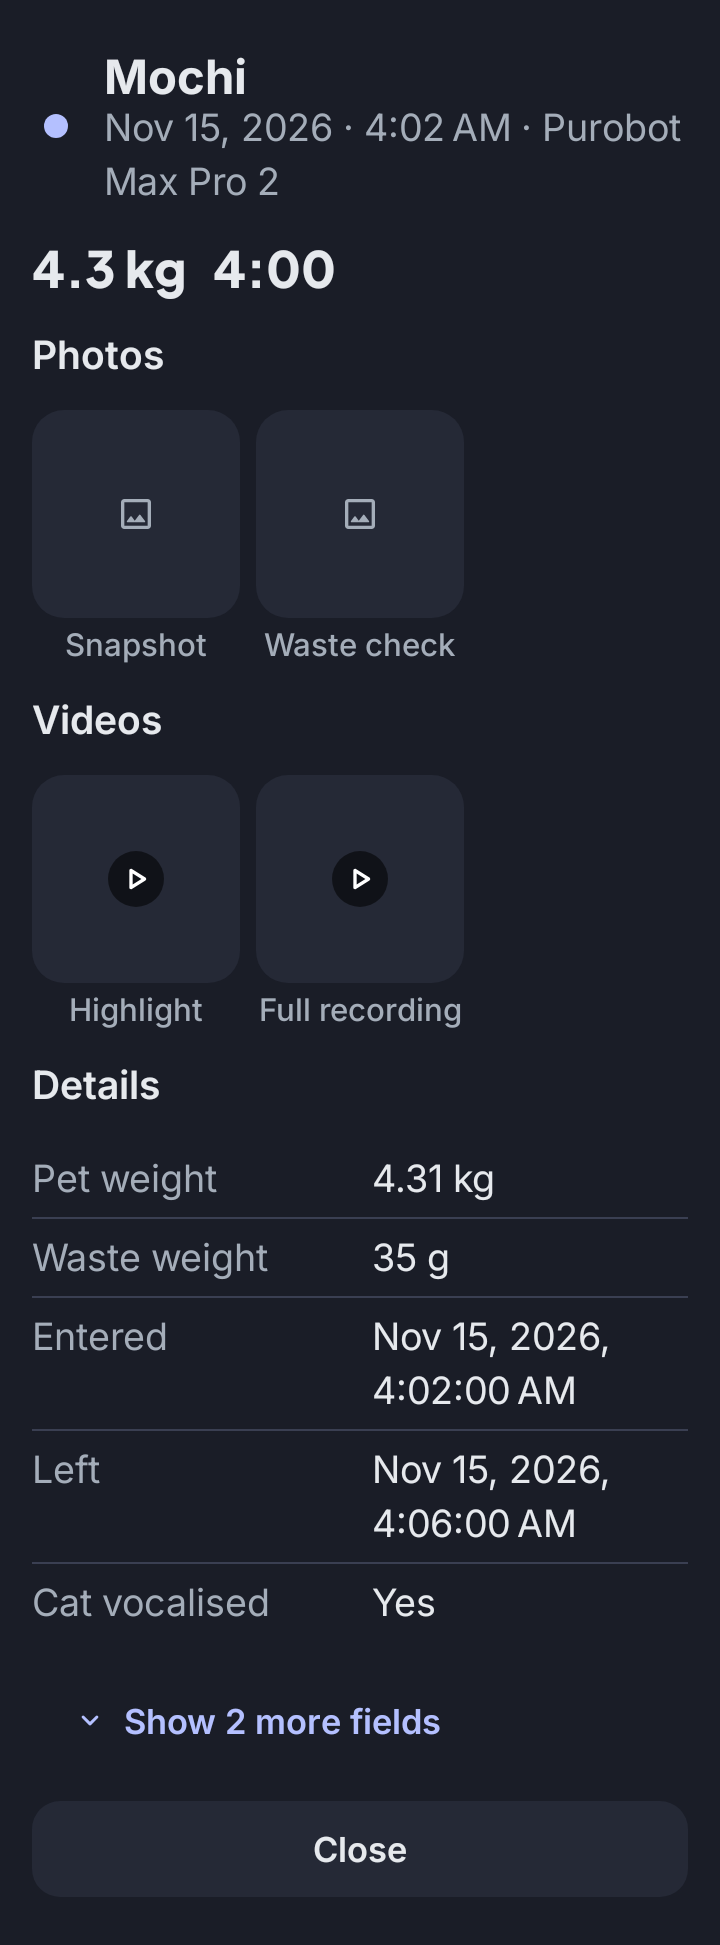 Mochi
Nov 15, 2026 · 4:02 AM · Purobot
Max Pro 2
4.3 kg 4:00
Photos
Snapshot Waste check
Videos
Highlight Full recording
Details
Pet weight 4.31 kg
Waste weight 35 g
Entered Nov 15, 2026,
4:02:00 AM
Left Nov 15, 2026,
4:06:00 AM
Cat vocalised Yes
Show 2 more fields
Close